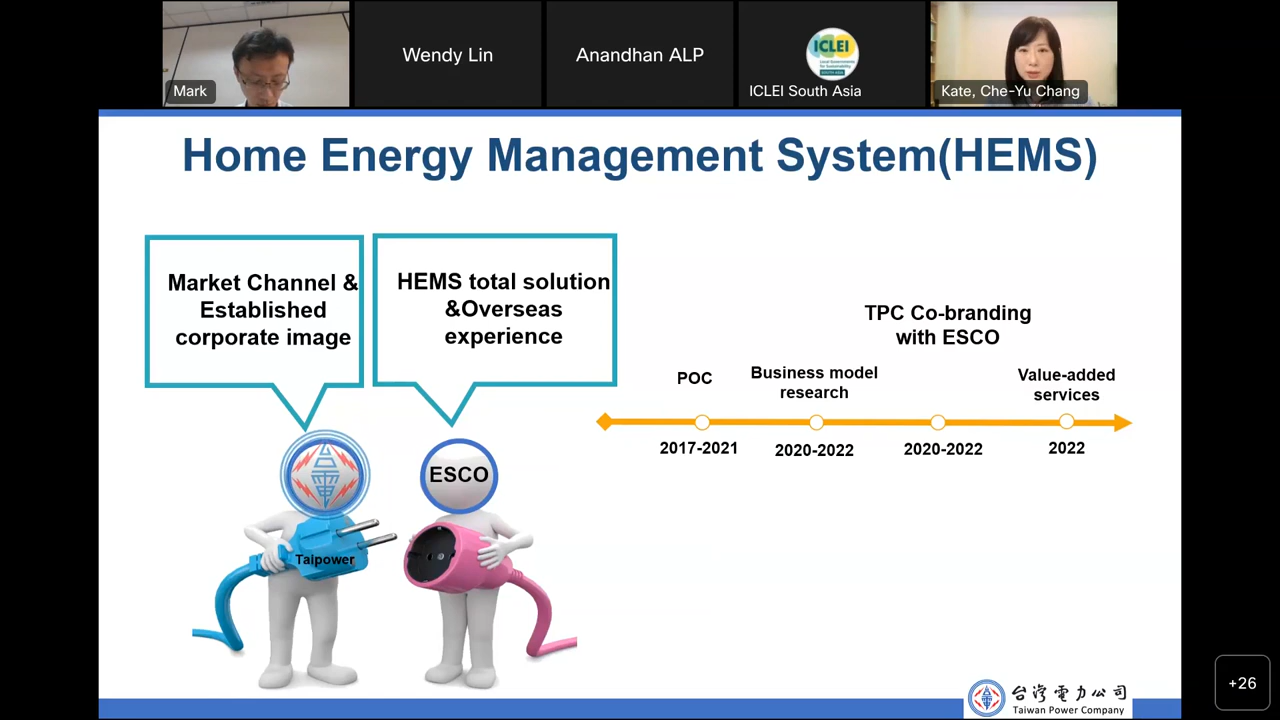 Mark
Wendy Lin
Anandhan ALP
ICLEI
ICLEI South Asia
Kate, Che-Yu Chang
Home Energy Management System(HEMS)
Market Channel &
Established
corporate image
HEMS total solution
&Overseas
experience
TPC Co-branding
with ESCO
POC
Business model
research
Value-added
services
2017-2021
2020-2022
2020-2022
2022
ESCO
Taipower
台灣電力公司
Taiwan Power Company
+26